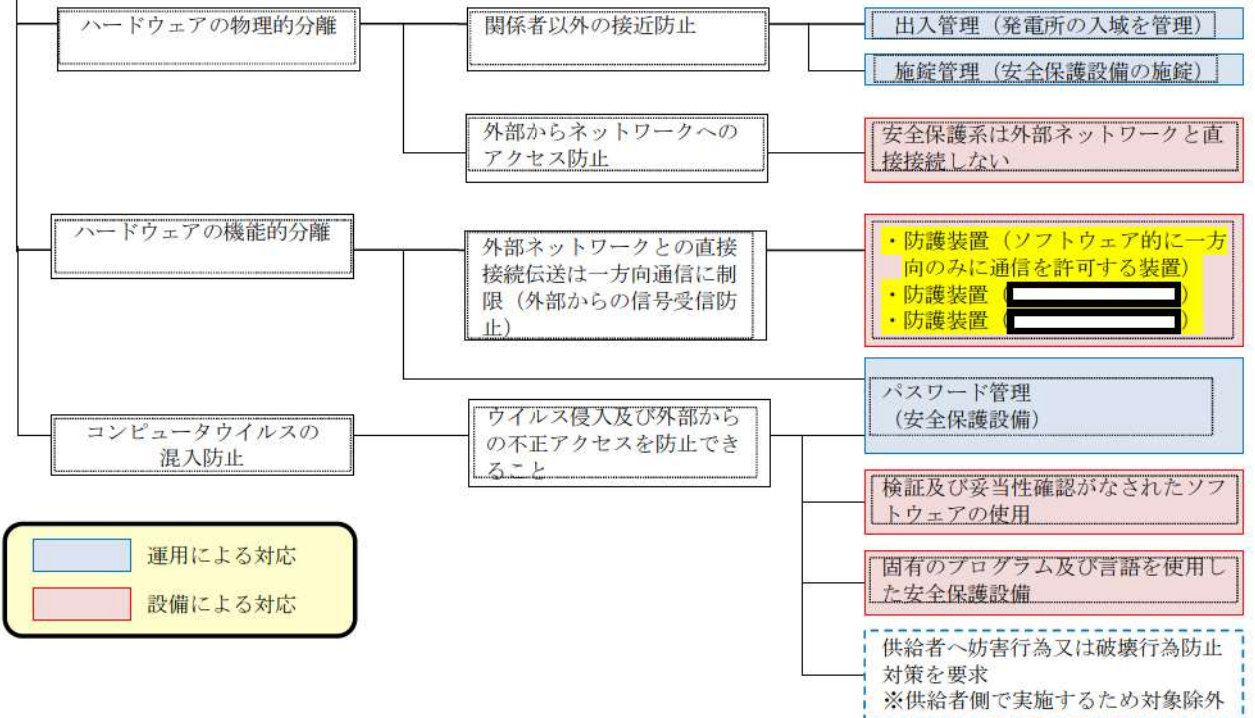 ハードウェアの物理的分離
関係者以外の接近防止
出入管理（発電所の入域を管理）
施錠管理（安全保護設備の施錠）
外部からネットワークへの
アクセス防止
安全保護系は外部ネットワークと直
接接続しない
ハードウェアの機能的分離
外部ネットワークとの直接
接続伝送は一方向通信に制
限（外部からの信号受信防
止）
・防護装置（ソフトウェア的に一方
向のみに通信を許可する装置）
・防護装置（ ）
・防護装置（ ）
パスワード管理
（安全保護設備）
コンピュータウイルスの
混入防止
ウイルス侵入及び外部から
の不正アクセスを防止でき
ること
検証及び妥当性確認がなされたソフ
トウェアの使用
固有のプログラム及び言語を使用し
た安全保護設備
供給者へ妨害行為又は破壊行為防止
対策を要求
※供給者側で実施するため対象除外
運用による対応
設備による対応